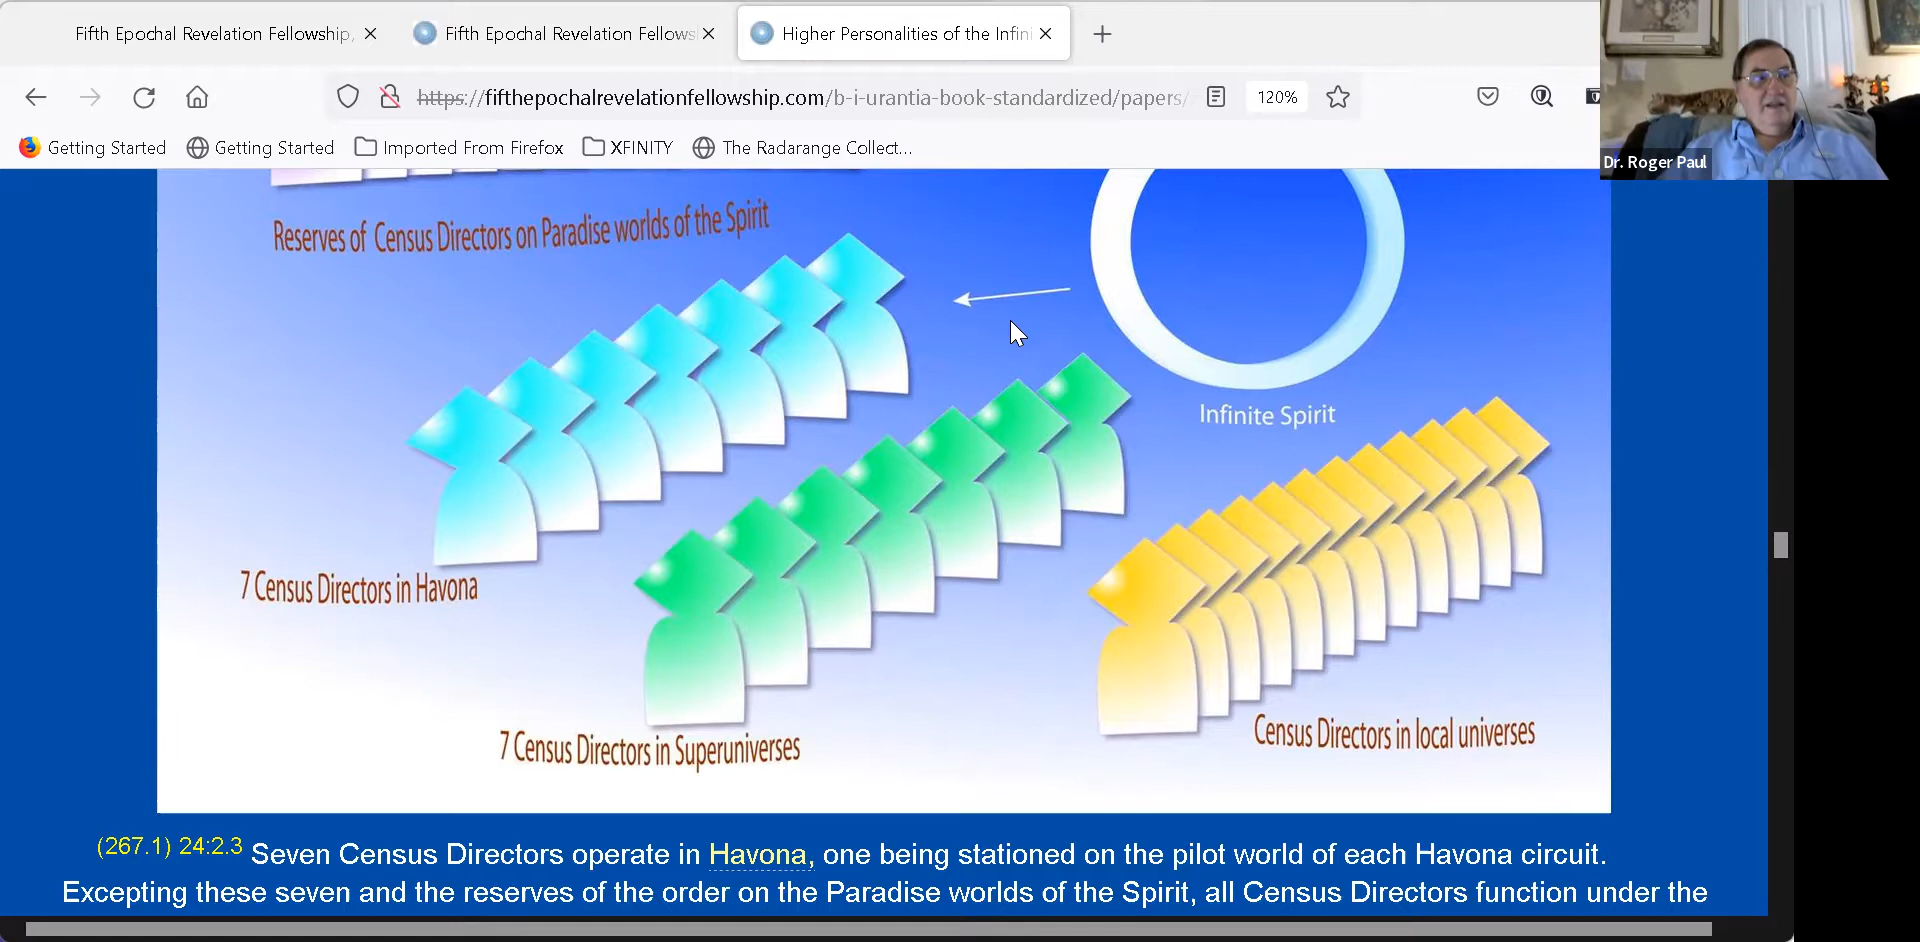 Fifth Epochal Revelation Fellowship,
Fifth Epochal Revelation Fellows
Higher Personalities of the Infini
https://fifthepochalrevelationfellowship.com/b-i-urantia-book-standardized/papers/
120%
Getting Started
Getting Started
Imported From Firefox
XFINITY
The Radarange Collect...
Dr. Roger Paul
Reserves of Census Directors on Paradise worlds of the Spirit
Infinite Spirit
7 Census Directors in Havona
7 Census Directors in Superuniverses
Census Directors in local universes
(267.1) 24:2.3 Seven Census Directors operate in Havona, one being stationed on the pilot world of each Havona circuit.
Excepting these seven and the reserves of the order on the Paradise worlds of the Spirit, all Census Directors function under the